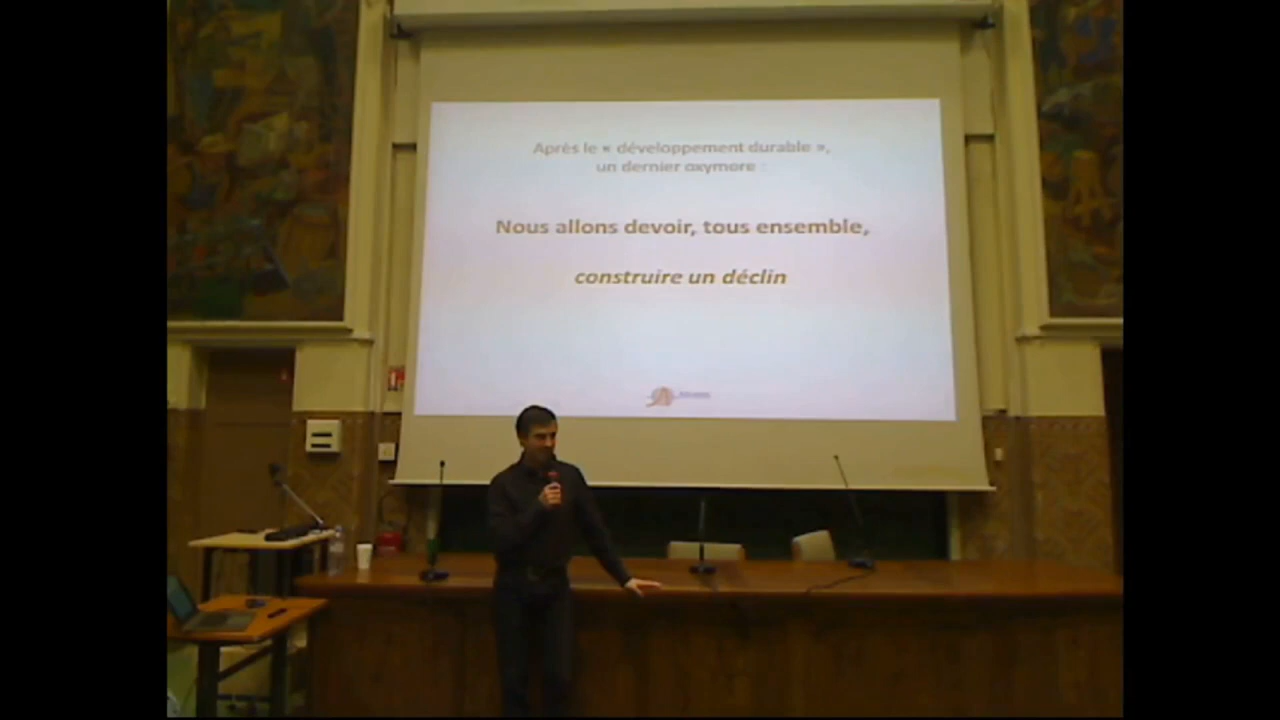 Après le « développement durable »,
un dernier oxymore :
Nous allons devoir, tous ensemble,
construire un déclin